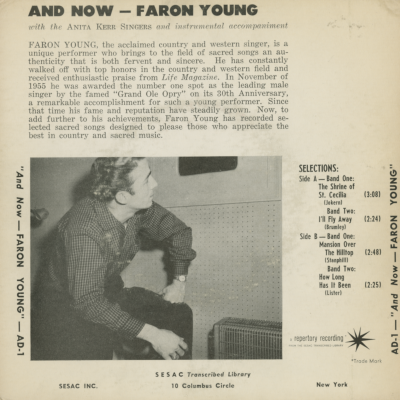 AND NOW — FARON YOUNG
with the ANITA KERR SINGERS and instrumental accompaniment
FARON YOUNG, the acclaimed country and western singer, is a
unique performer who brings to the field of sacred songs an
authenticity that is both fervent and sincere. He has constantly
walked off with top honors in the country and western field and
received enthusiastic praise from Life Magazine. In November of
1955 he was awarded the number one spot as the leading male
singer by the famed "Grand Ole Opry" on its 30th Anniversary,
a remarkable accomplishment for such a young performer. Since
that time his fame and reputation have steadily grown. Now, to
add further to his achievements, Faron Young has recorded se-
lected sacred songs designed to please those who appreciate the
best in country and sacred music.
"And Now — FARON YOUNG" — AD-1
SELECTIONS:
Side A — Band One:
The Shrine of
St. Cecilia (3:08)
(Jokern)
Band Two:
I'll Fly Away (2:24)
(Brumley)
Side B — Band One:
Mansion Over
The Hilltop (2:48)
(Stanphill)
Band Two:
How Long
Has It Been (2:25)
(Lister)
a repertory recording
*Trade Mark
AD-1 — "And Now — FARON YOUNG"
SESAC Transcribed Library
SESAC INC. 10 Columbus Circle New York